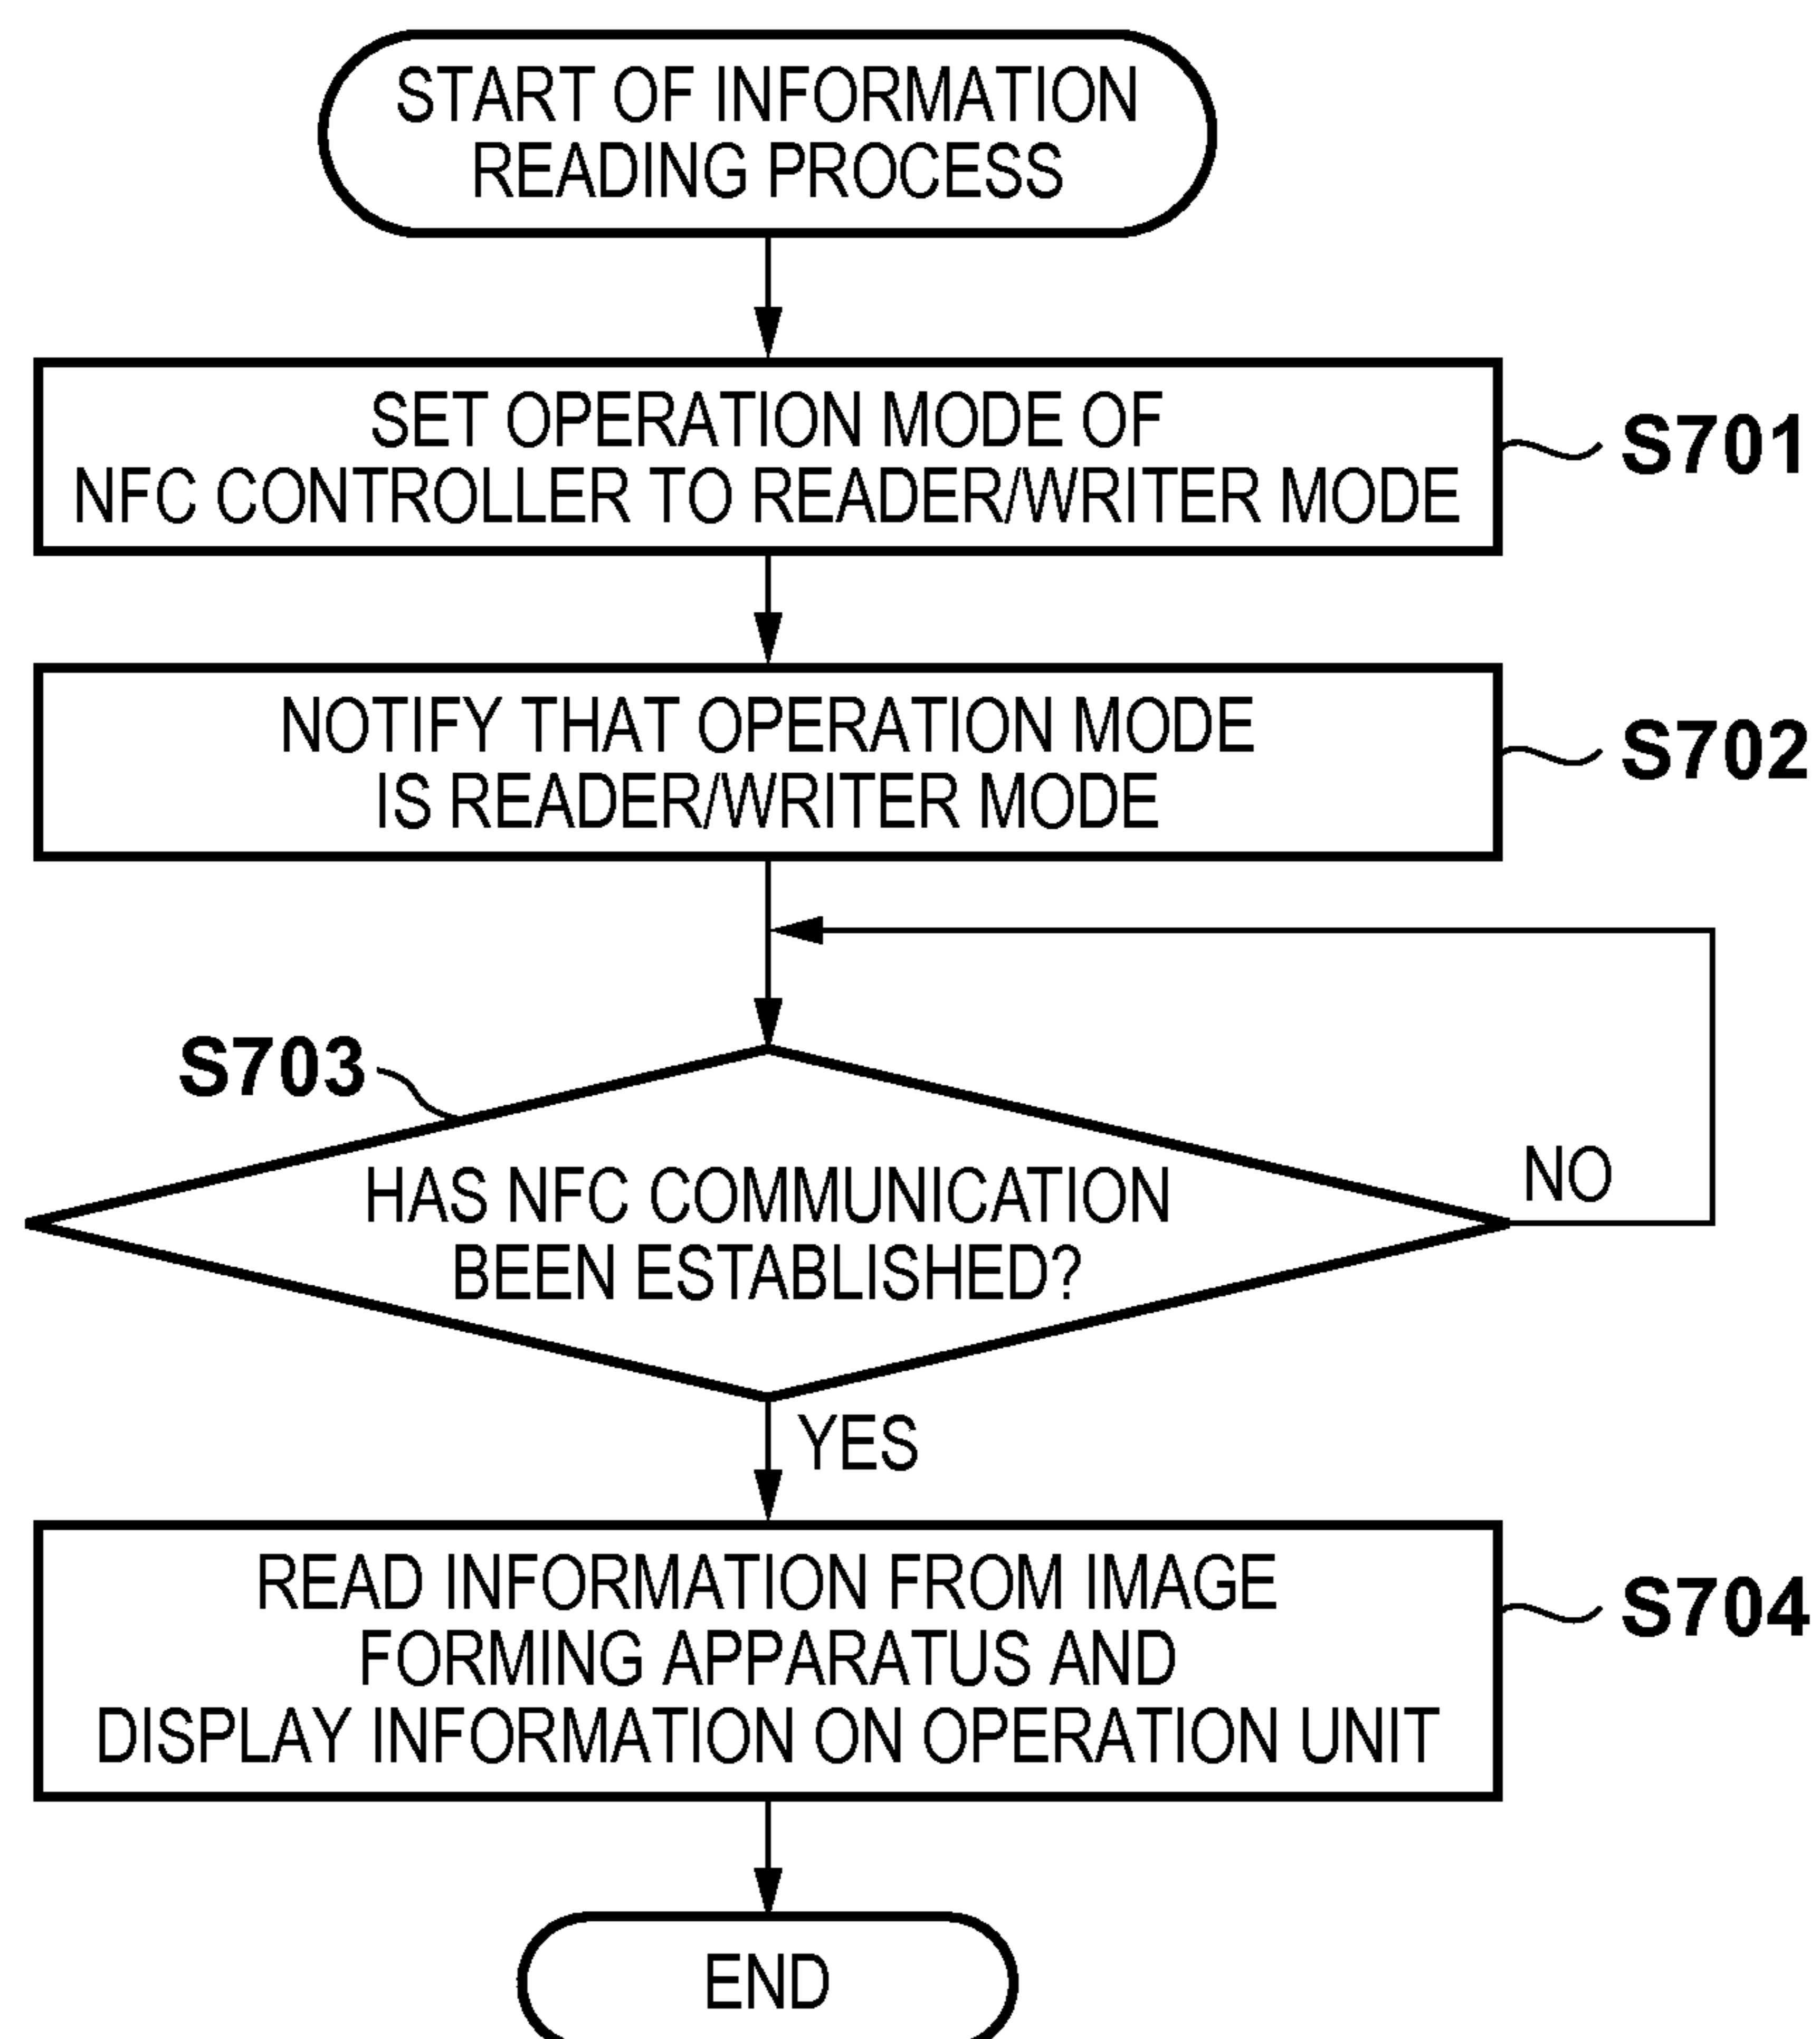 START OF INFORMATION
READING PROCESS
SET OPERATION MODE OF
NFC CONTROLLER TO READER/WRITER MODE
S701
NOTIFY THAT OPERATION MODE
IS READER/WRITER MODE
S702
S703
HAS NFC COMMUNICATION
BEEN ESTABLISHED?
NO
YES
READ INFORMATION FROM IMAGE
FORMING APPARATUS AND
DISPLAY INFORMATION ON OPERATION UNIT
S704
END